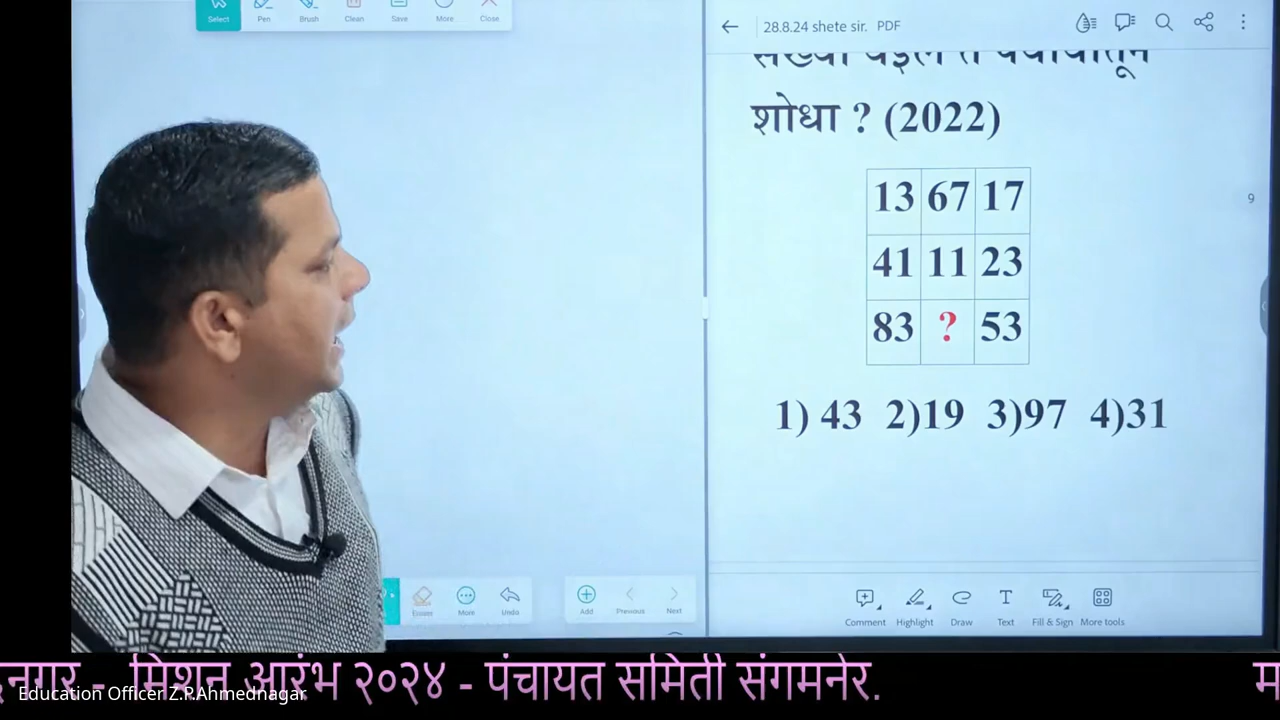 Select Pen Brush Clean Save More Close
28.8.24 shete sir. PDF
शोधा ? (2022)
13 67 17
9
41 11 23
83 ? 53
1) 43 2)19 3)97 4)31
Eraser More Undo Add Previous Next
Comment Highlight Draw Text Fill & Sign More tools
नगर - मिशन आरंभ २०२४ - पंचायत समिती संगमनेर.
Education Officer Z.P.Ahmednagar